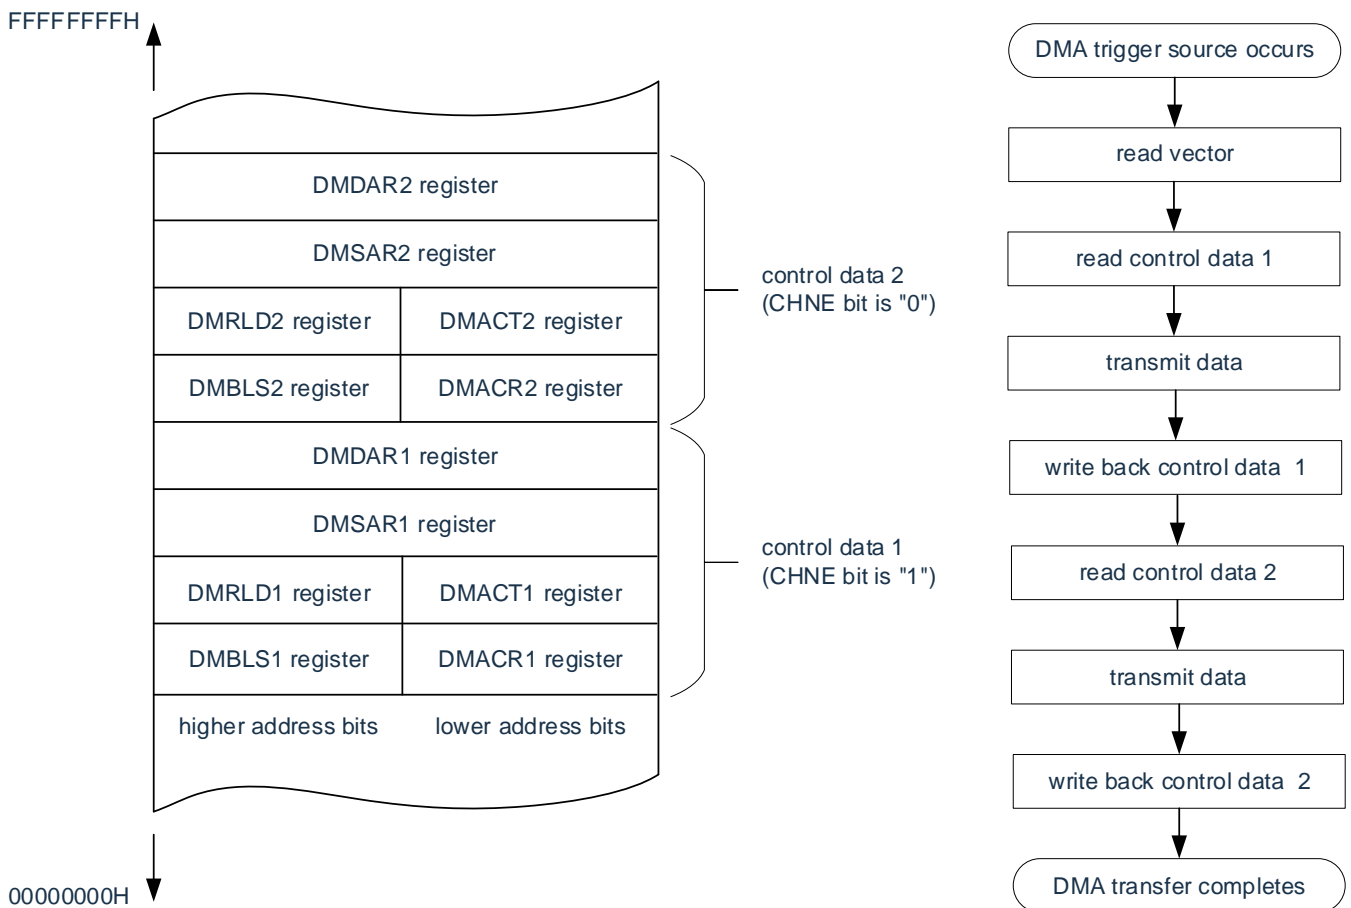 FFFFFFFFH
DMDAR2 register
DMSAR2 register
DMRLD2 register
DMACT2 register
DMBLS2 register
DMACR2 register
control data 2
(CHNE bit is "0")
DMDAR1 register
DMSAR1 register
DMRLD1 register
DMACT1 register
DMBLS1 register
DMACR1 register
control data 1
(CHNE bit is "1")
higher address bits
lower address bits
00000000H
DMA trigger source occurs
read vector
read control data 1
transmit data
write back control data 1
read control data 2
transmit data
write back control data 2
DMA transfer completes